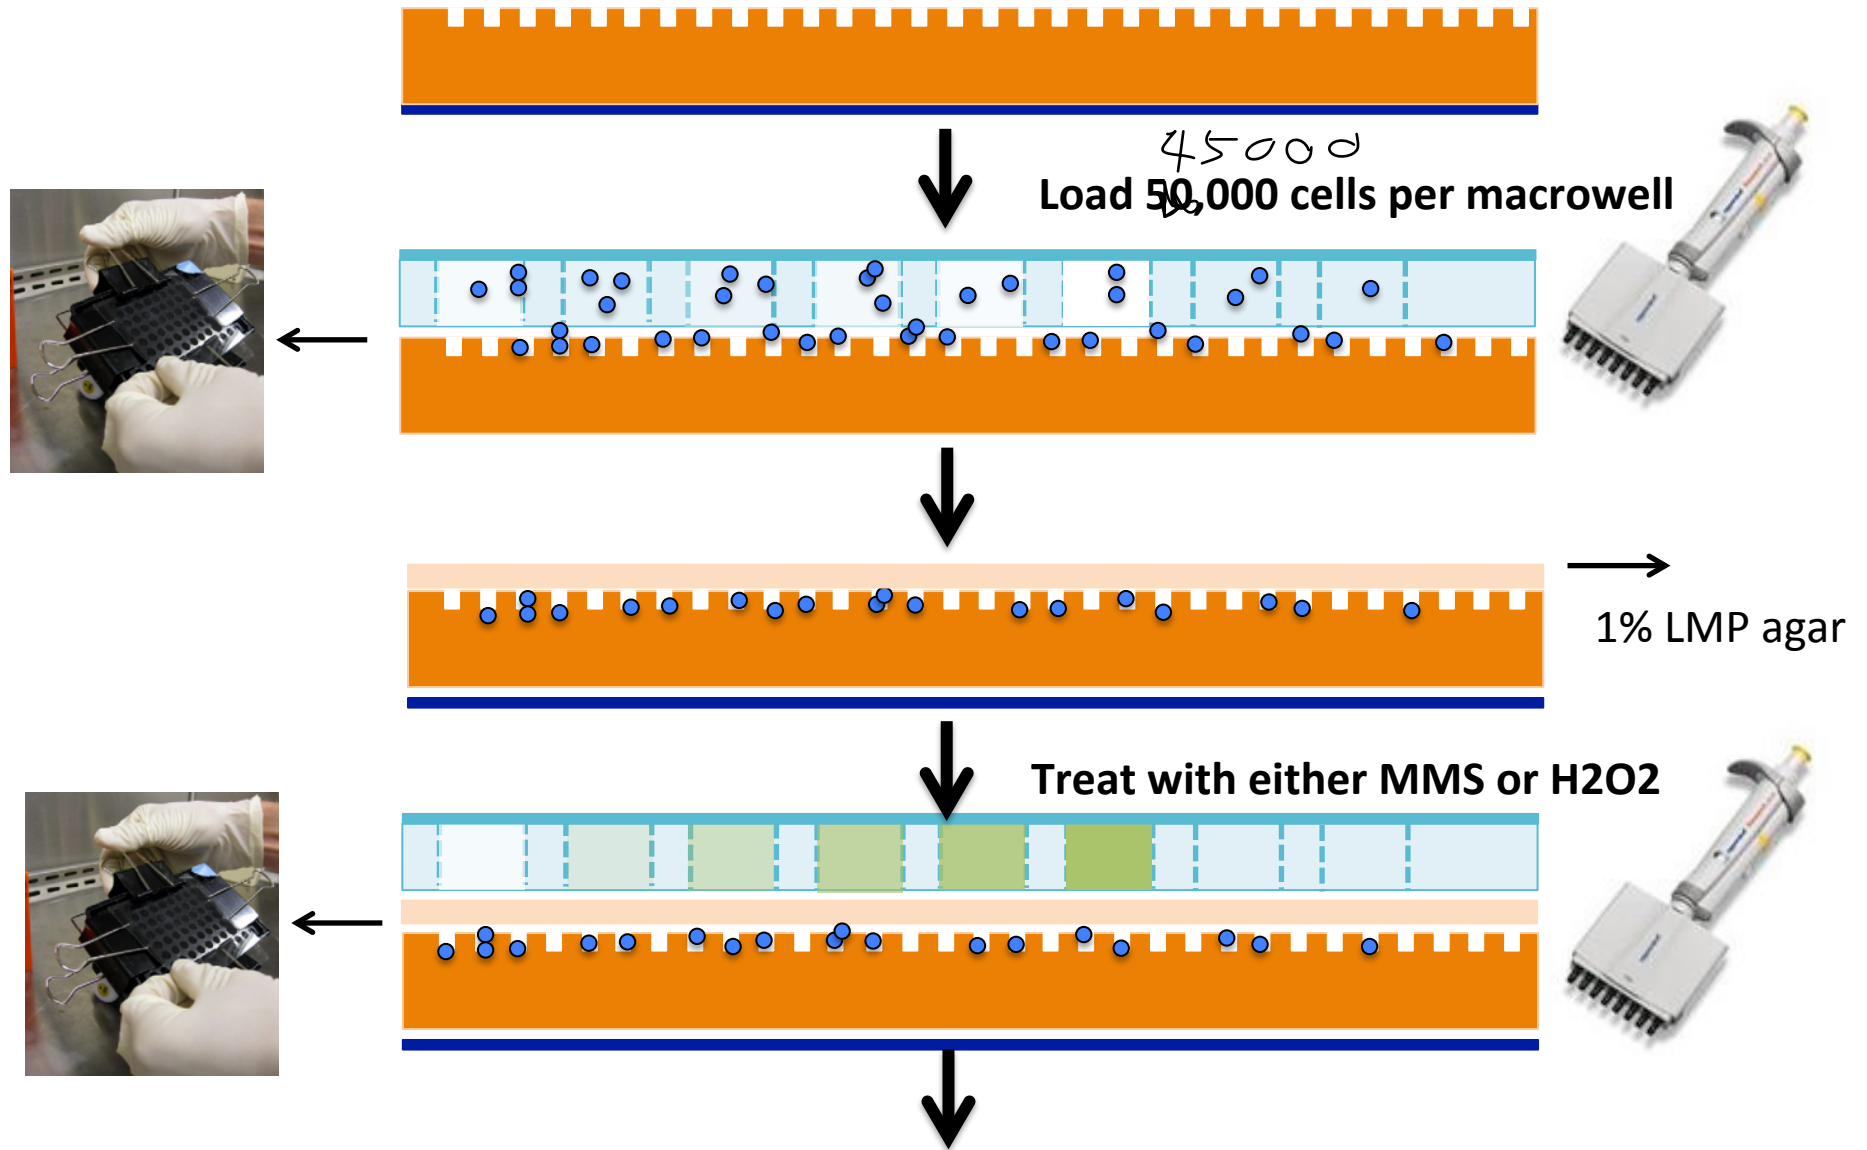 45000
Load 50,000 cells per macrowell
1% LMP agar
Treat with either MMS or H2O2